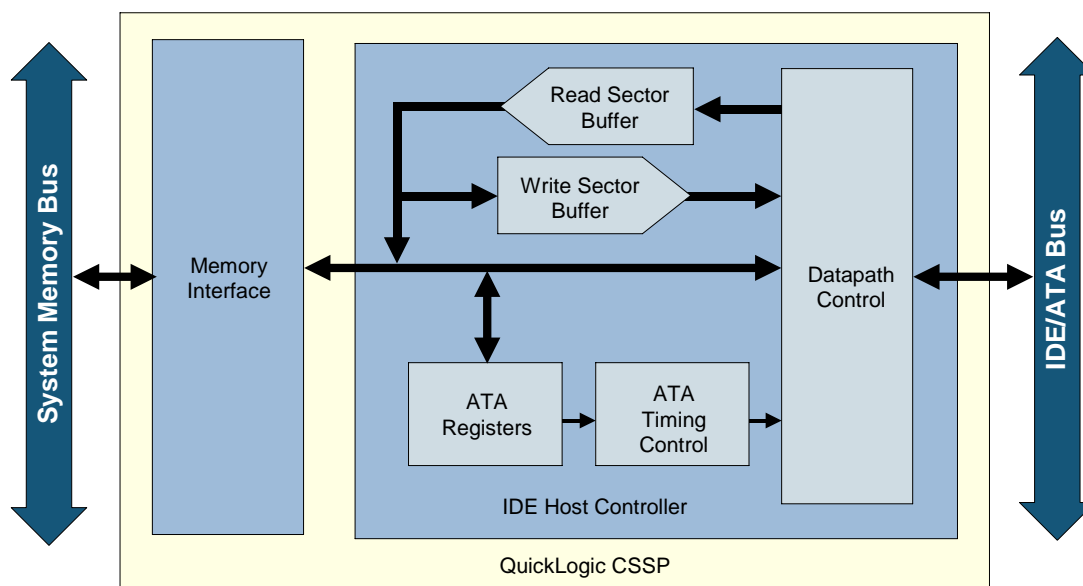 System Memory Bus
Memory
Interface
Read Sector
Buffer
Write Sector
Buffer
Datapath
Control
ATA
Registers
ATA
Timing
Control
IDE Host Controller
QuickLogic CSSP
IDE/ATA Bus